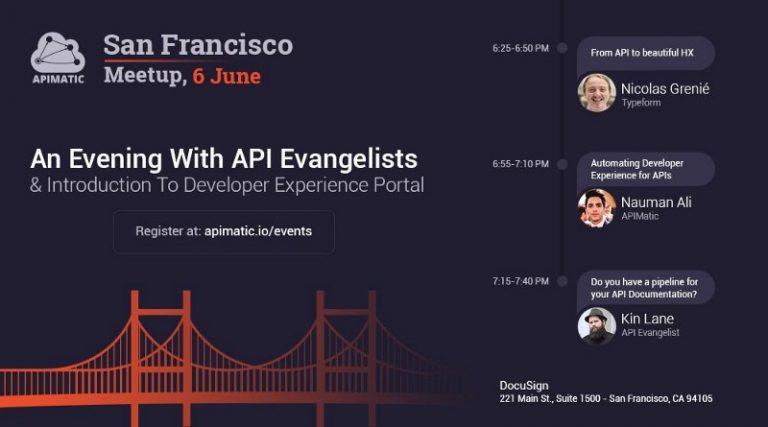 APIMATIC
San Francisco
Meetup, 6 June
An Evening With API Evangelists
& Introduction To Developer Experience Portal
Register at: apimatic.io/events
6:25-6:50 PM
From API to beautiful HX
Nicolas Grenié
Typeform
6:55-7:10 PM
Automating Developer
Experience for APIs
Nauman Ali
APIMatic
7:15-7:40 PM
Do you have a pipeline for
your API Documentation?
Kin Lane
API Evangelist
DocuSign
221 Main St., Suite 1500 - San Francisco, CA 94105